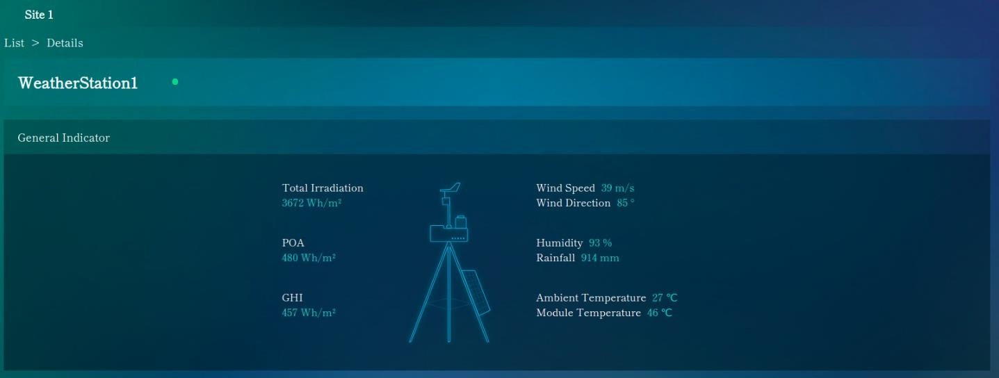 Site 1
List > Details
WeatherStation1
General Indicator
Total Irradiation
3672 Wh/m²
POA
480 Wh/m²
GHI
457 Wh/m²
Wind Speed 39 m/s
Wind Direction 85 °
Humidity 93 %
Rainfall 914 mm
Ambient Temperature 27 ℃
Module Temperature 46 ℃